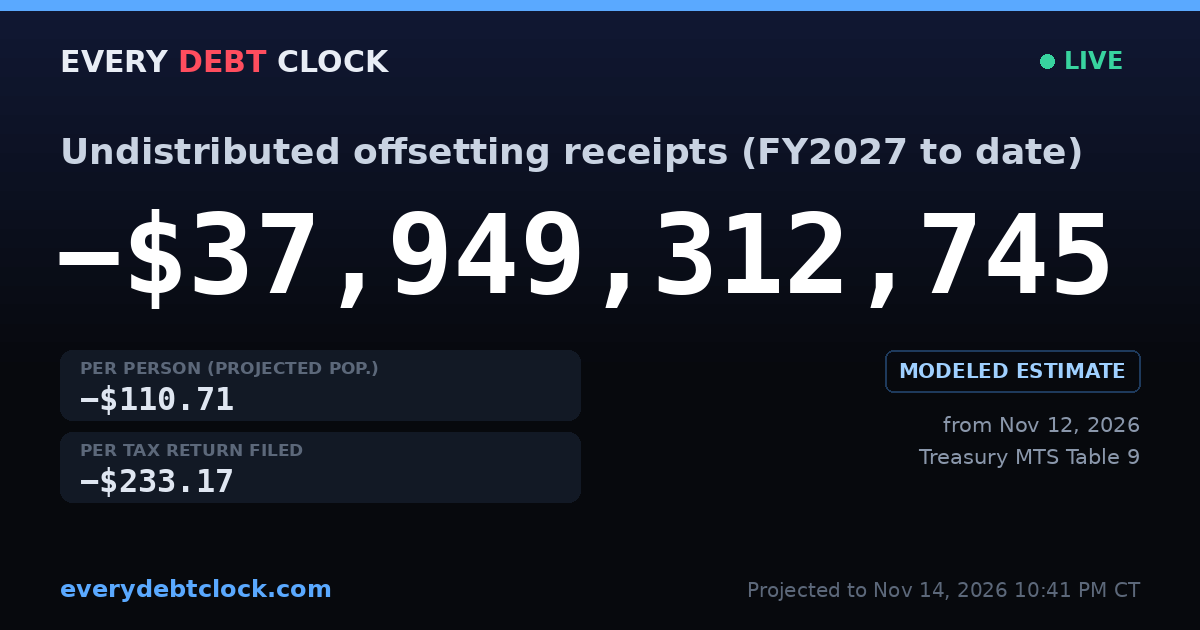 EVERY DEBT CLOCK
LIVE
Undistributed offsetting receipts (FY2027 to date)
−$37,949,312,745
PER PERSON (PROJECTED POP.)
−$110.71
PER TAX RETURN FILED
−$233.17
MODELED ESTIMATE
from Nov 12, 2026
Treasury MTS Table 9
everydebtclock.com
Projected to Nov 14, 2026 10:41 PM CT